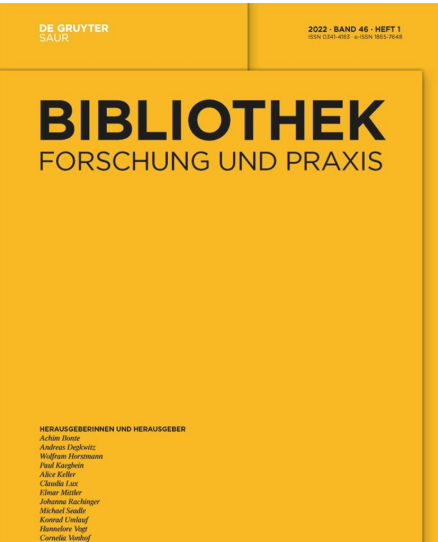 DE GRUYTER
SAUR
2022 · BAND 46 · HEFT 1
ISSN 0341-4183 · e-ISSN 1865-7648
BIBLIOTHEK
FORSCHUNG UND PRAXIS
HERAUSGEBERINNEN UND HERAUSGEBER
Achim Bonte
Andreas Degkwitz
Wolfram Horstmann
Paul Kaegbein
Alice Keller
Claudia Lux
Elmar Mittler
Johanna Rachinger
Michael Seadle
Konrad Umlauf
Hannelore Vogt
Cornelia Vonhof